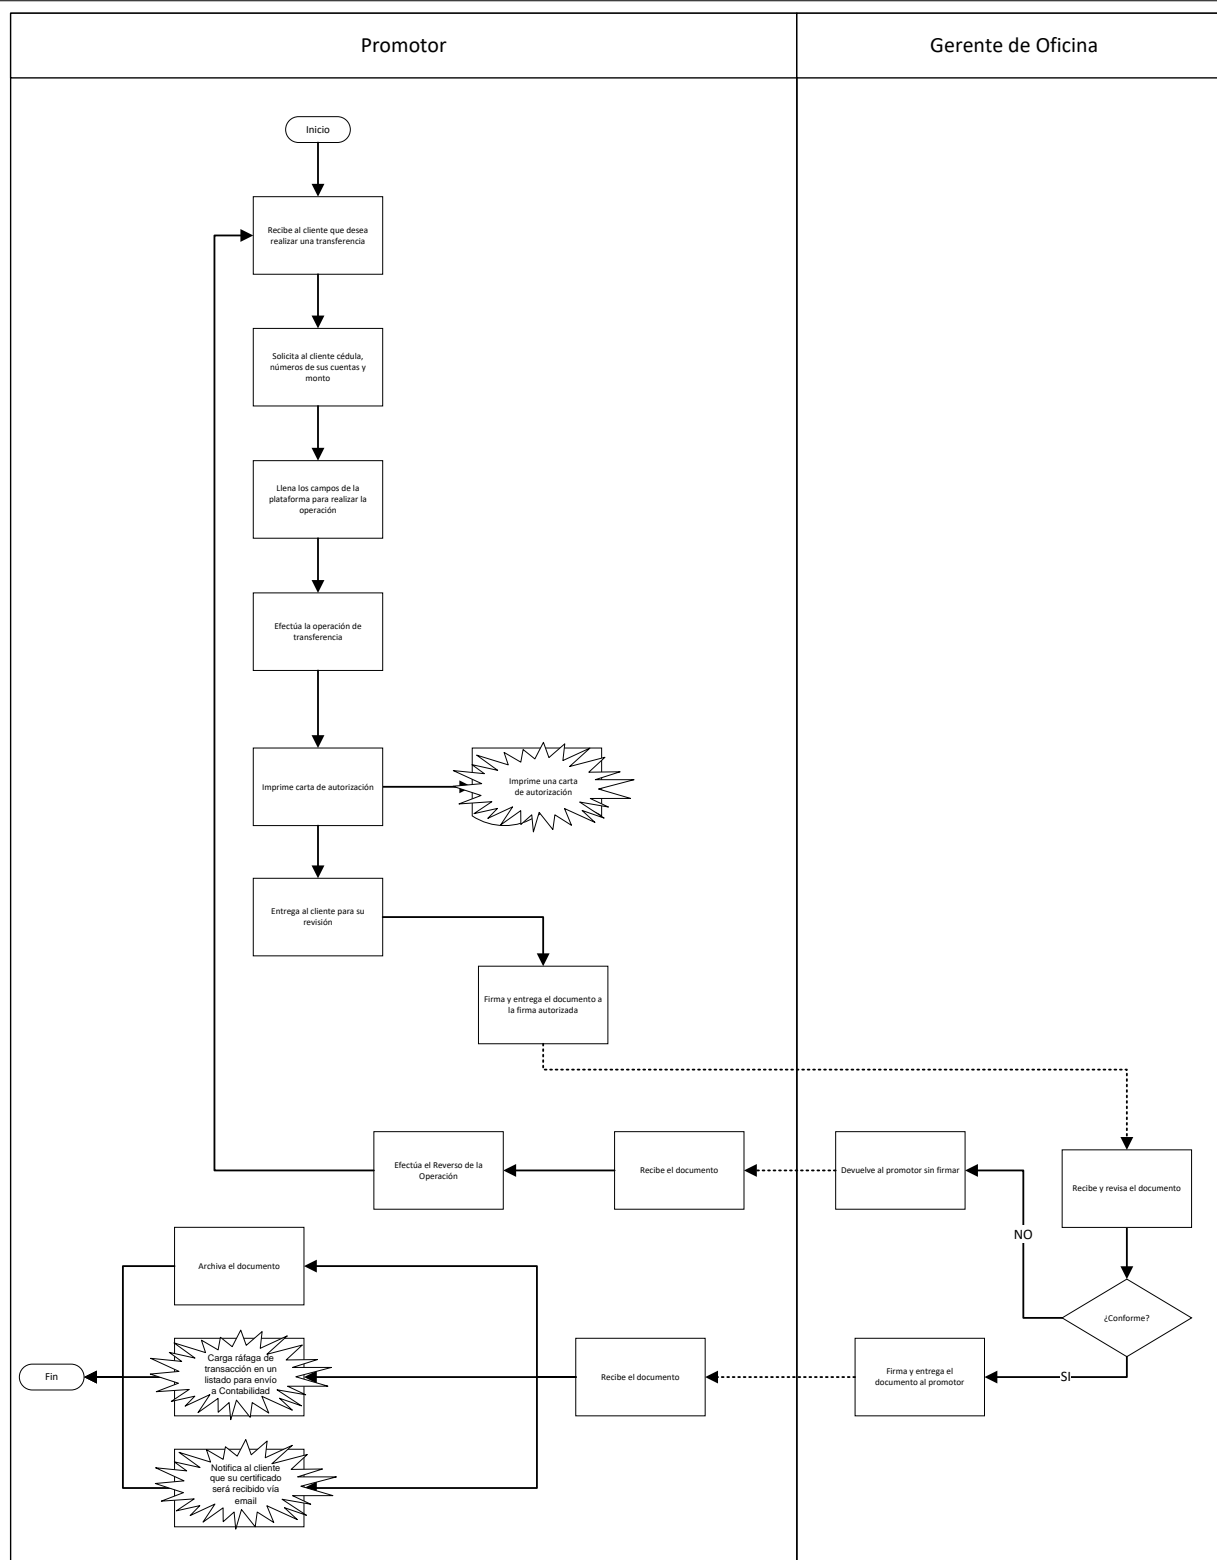 Promotor
Gerente de Oficina
Inicio
Recibe al cliente que desea
realizar una transferencia
Solicita al cliente cédula,
números de sus cuentas y
monto
Llena los campos de la
plataforma para realizar la
operación
Efectúa la operación de
transferencia
Imprime carta de autorización
Imprime una carta
de autorización
Entrega al cliente para su
revisión
Firma y entrega el documento a
la firma autorizada
Efectúa el Reverso de la
Operación
Recibe el documento
Devuelve al promotor sin firmar
Recibe y revisa el documento
NO
Archiva el documento
¿Conforme?
Carga ráfaga de
transacción en un
listado para envío
a Contabilidad
Fin
Recibe el documento
Firma y entrega el
documento al promotor
SI
Notifica al cliente
que su certificado
será recibido vía
email